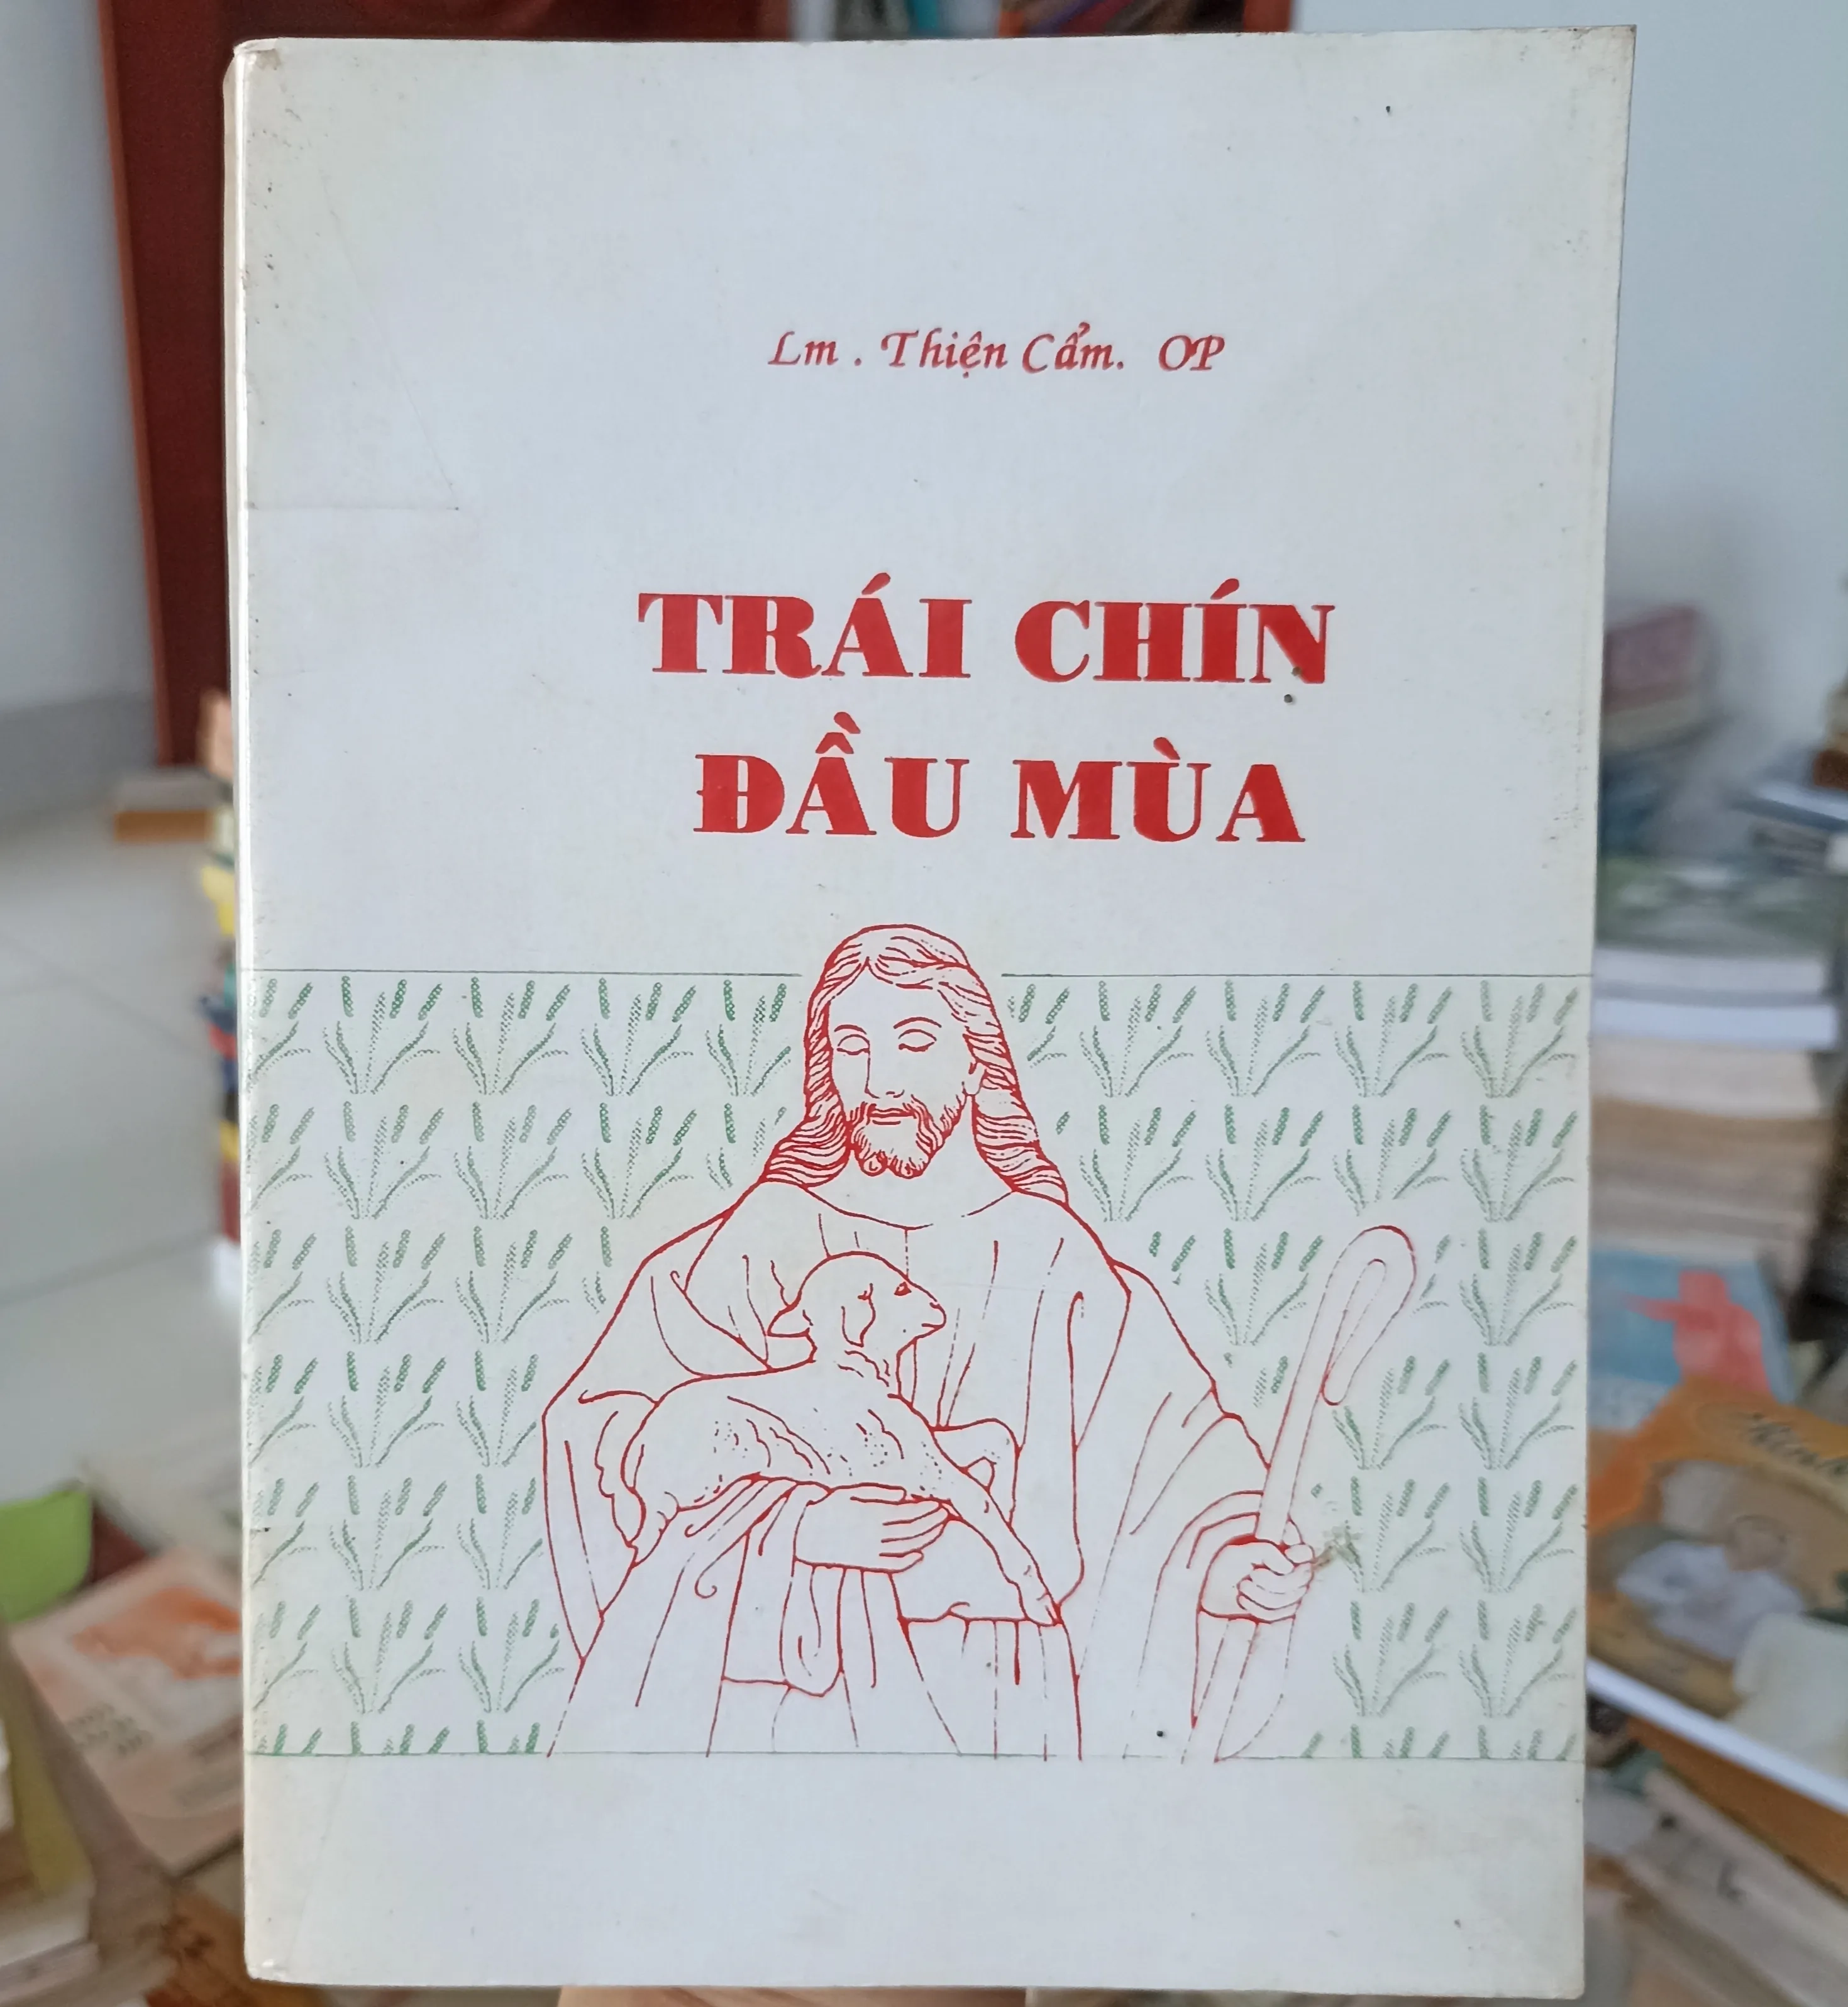 Lm . Thiện Cẩm. OP
TRÁI CHÍN
ĐẦU MÙA